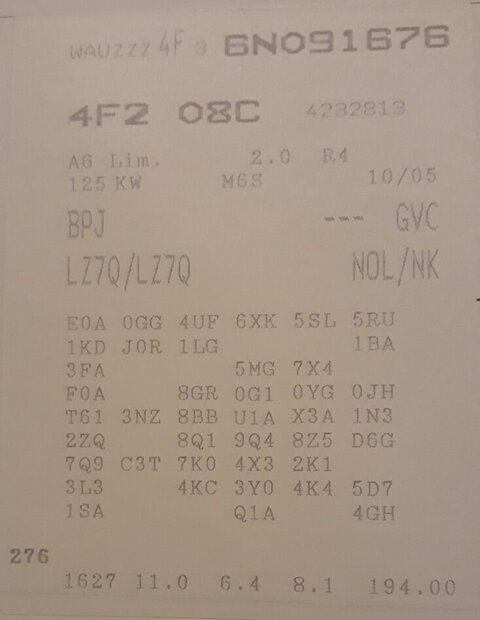 WAUZZZ 4F 3 6N091676
4F2 08C 4232813
A6 Lim. 2.0 R4
125 KW M6S 10/05
BPJ --- GVC
LZ7Q/LZ7Q NOL/NK
E0A 0GG 4UF 6XK 5SL 5RU
1KD J0R 1LG 1BA
3FA 5MG 7X4
F0A 8GR 0G1 0YG 0JH
T61 3NZ 8BB U1A X3A 1N3
2ZQ 8Q1 9Q4 8Z5 D6G
7Q9 C3T 7K0 4X3 2K1
3L3 4KC 3Y0 4K4 5D7
1SA Q1A 4GH
276
1627 11.0 6.4 8.1 194.00